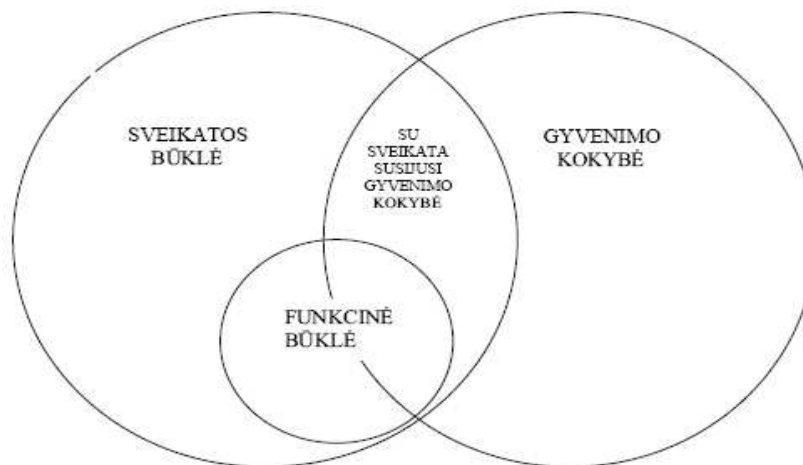 SVEIKATOS
BŪKLĖ
SU
SVEIKATA
SUSIJUSI
GYVENIMO
KOKYBĖ
GYVENIMO
KOKYBĖ
FUNKCINĖ
BŪKLĖ